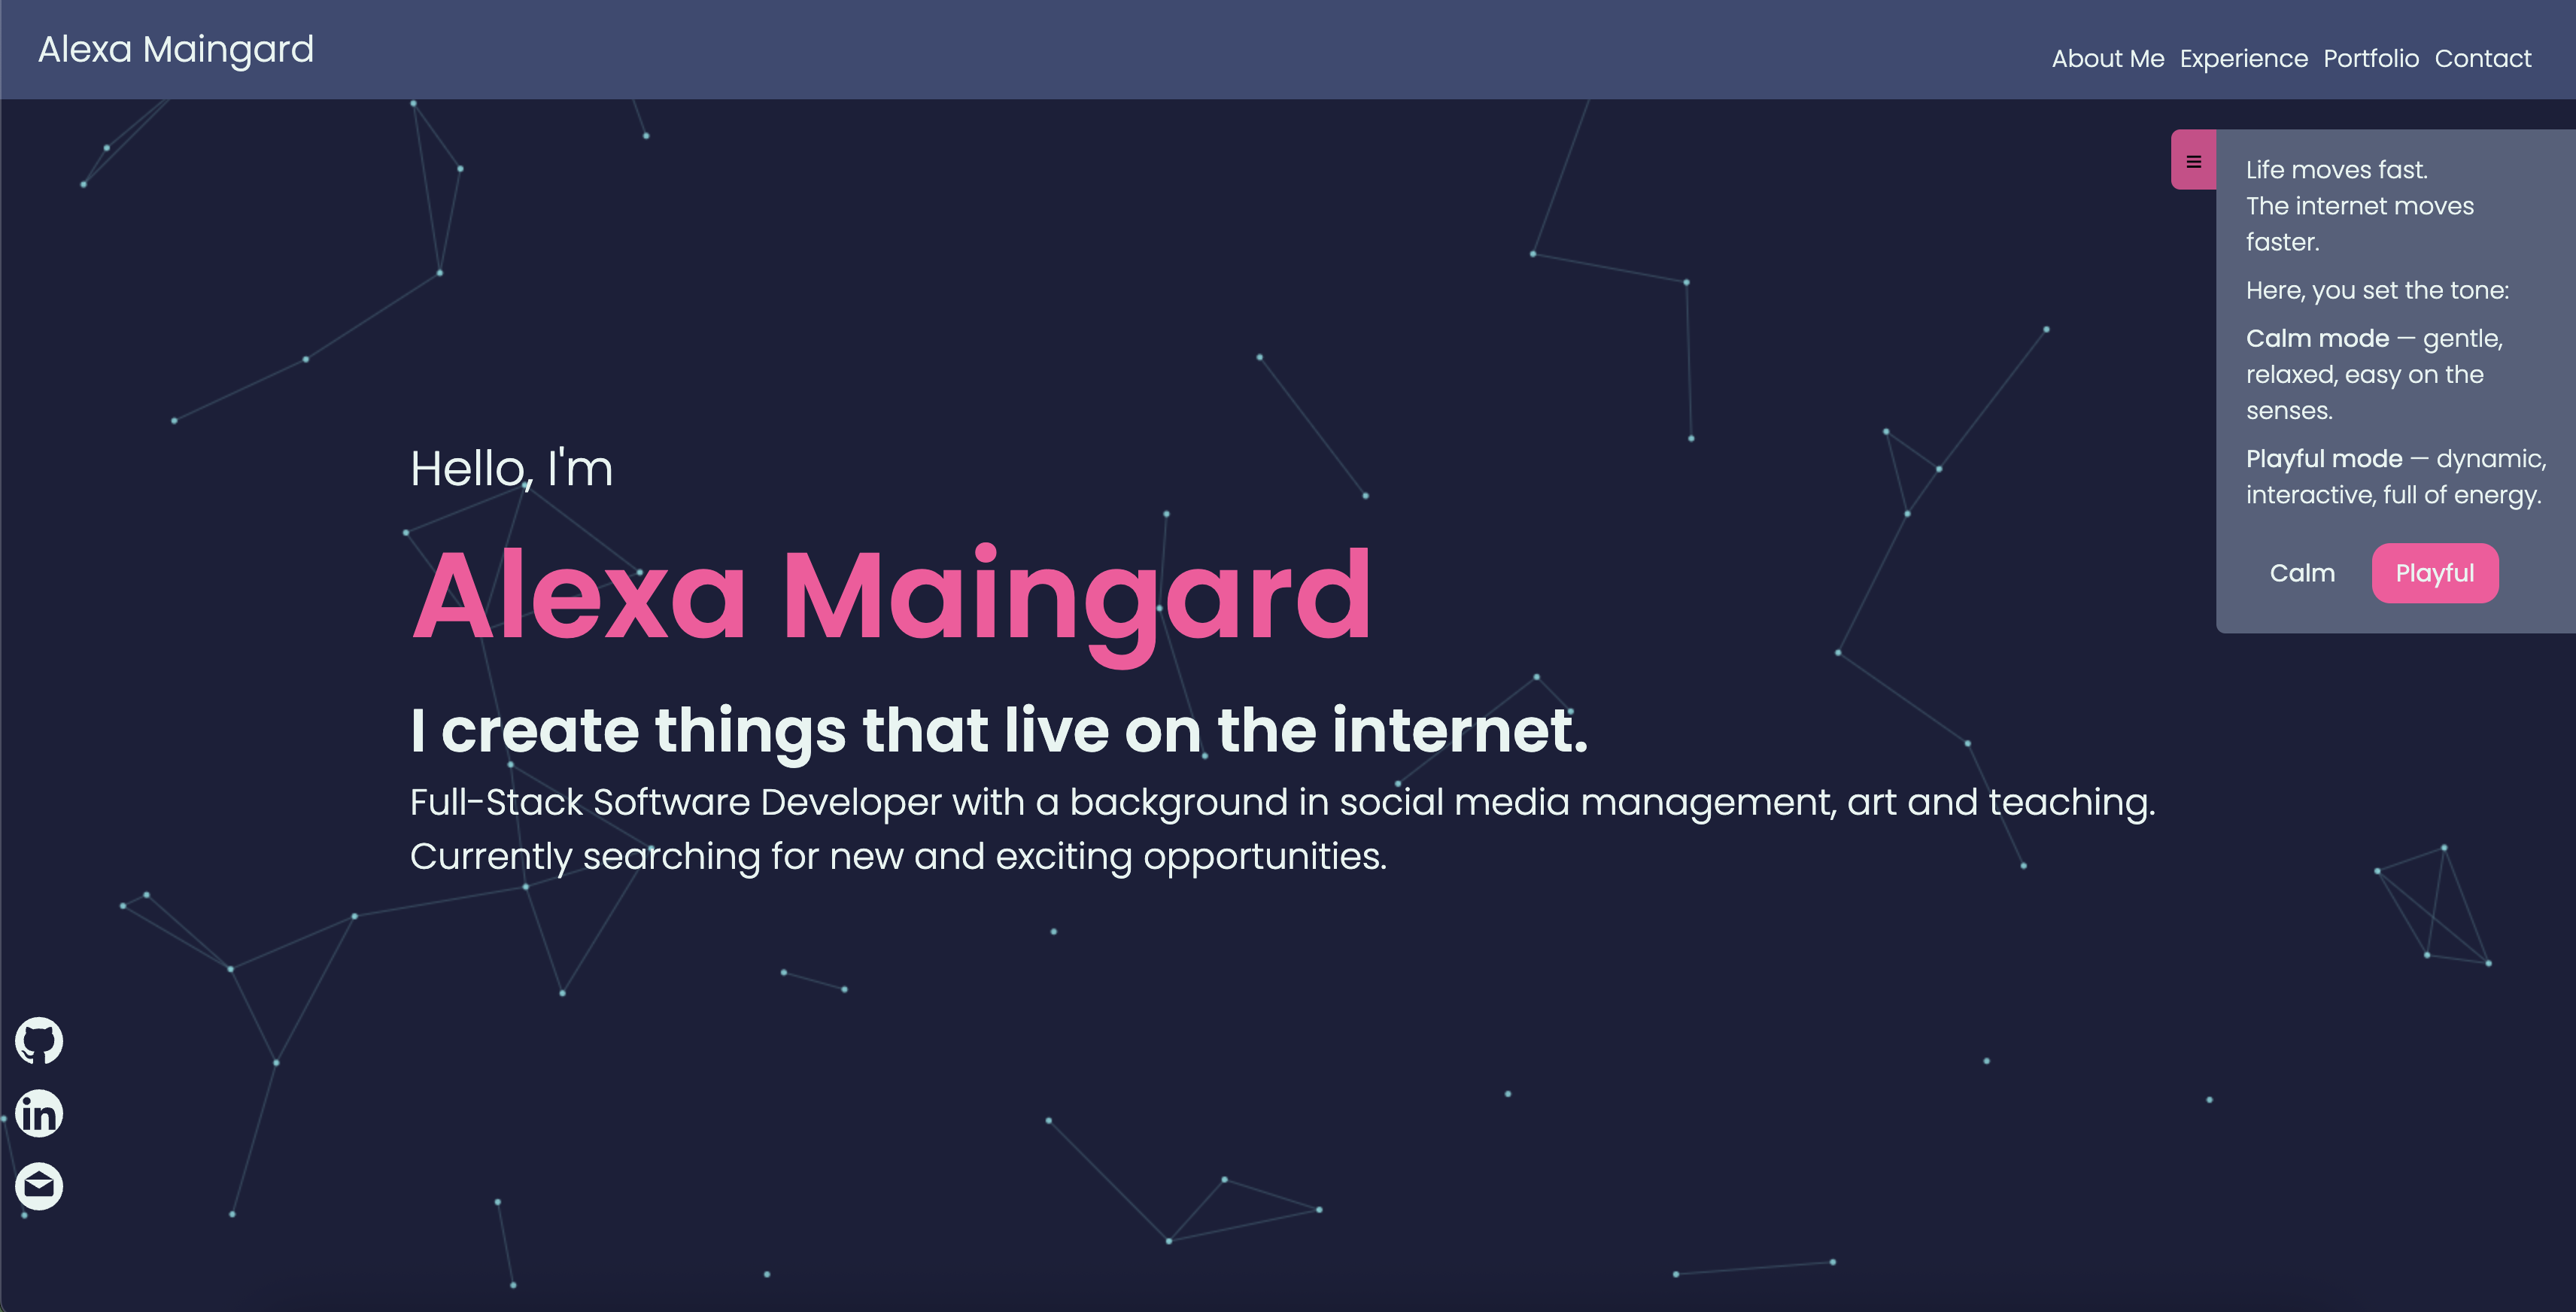 Alexa Maingard
About Me Experience Portfolio Contact
Life moves fast.
The internet moves
faster.
Here, you set the tone:
Calm mode — gentle,
relaxed, easy on the
senses.
Playful mode — dynamic,
interactive, full of energy.
Calm Playful
Hello, I'm
Alexa Maingard
I create things that live on the internet.
Full-Stack Software Developer with a background in social media management, art and teaching.
Currently searching for new and exciting opportunities.
in